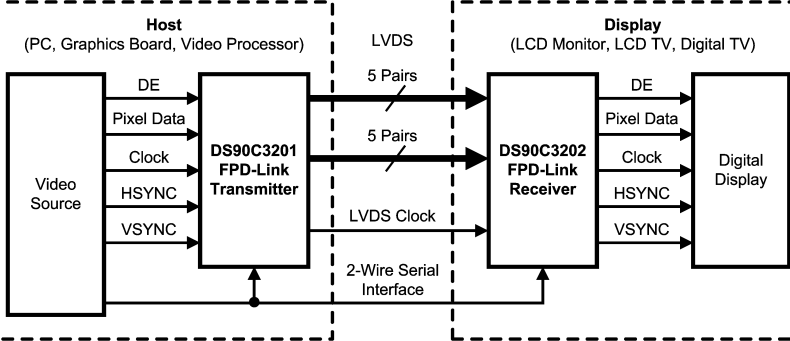 Host
(PC, Graphics Board, Video Processor)
LVDS
Display
(LCD Monitor, LCD TV, Digital TV)
Video
Source
DE
Pixel Data
Clock
HSYNC
VSYNC
DS90C3201
FPD-Link
Transmitter
5 Pairs
5 Pairs
LVDS Clock
2-Wire Serial
Interface
DS90C3202
FPD-Link
Receiver
DE
Pixel Data
Clock
HSYNC
VSYNC
Digital
Display